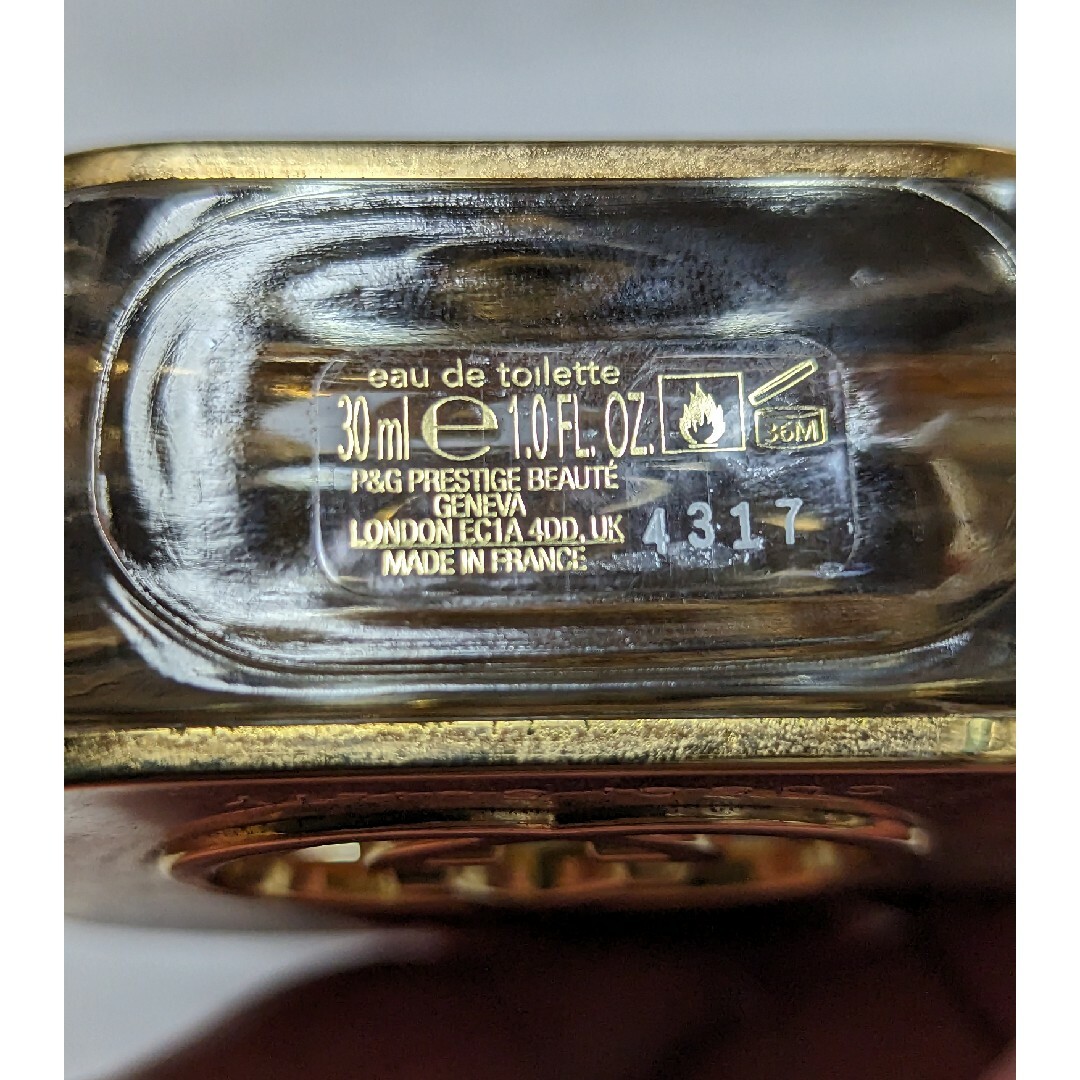 eau de toilette
30 ml e 1.0 FL. OZ.
36M
P&G PRESTIGE BEAUTÉ
GENEVA
LONDON EC1A 4DD, UK
MADE IN FRANCE
4317